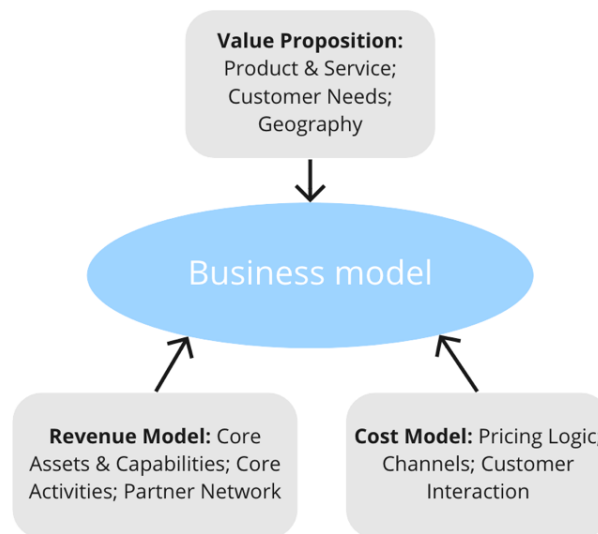 Value Proposition:
Product & Service;
Customer Needs;
Geography
Business model
Revenue Model: Core
Assets & Capabilities; Core
Activities; Partner Network
Cost Model: Pricing Logic;
Channels; Customer
Interaction